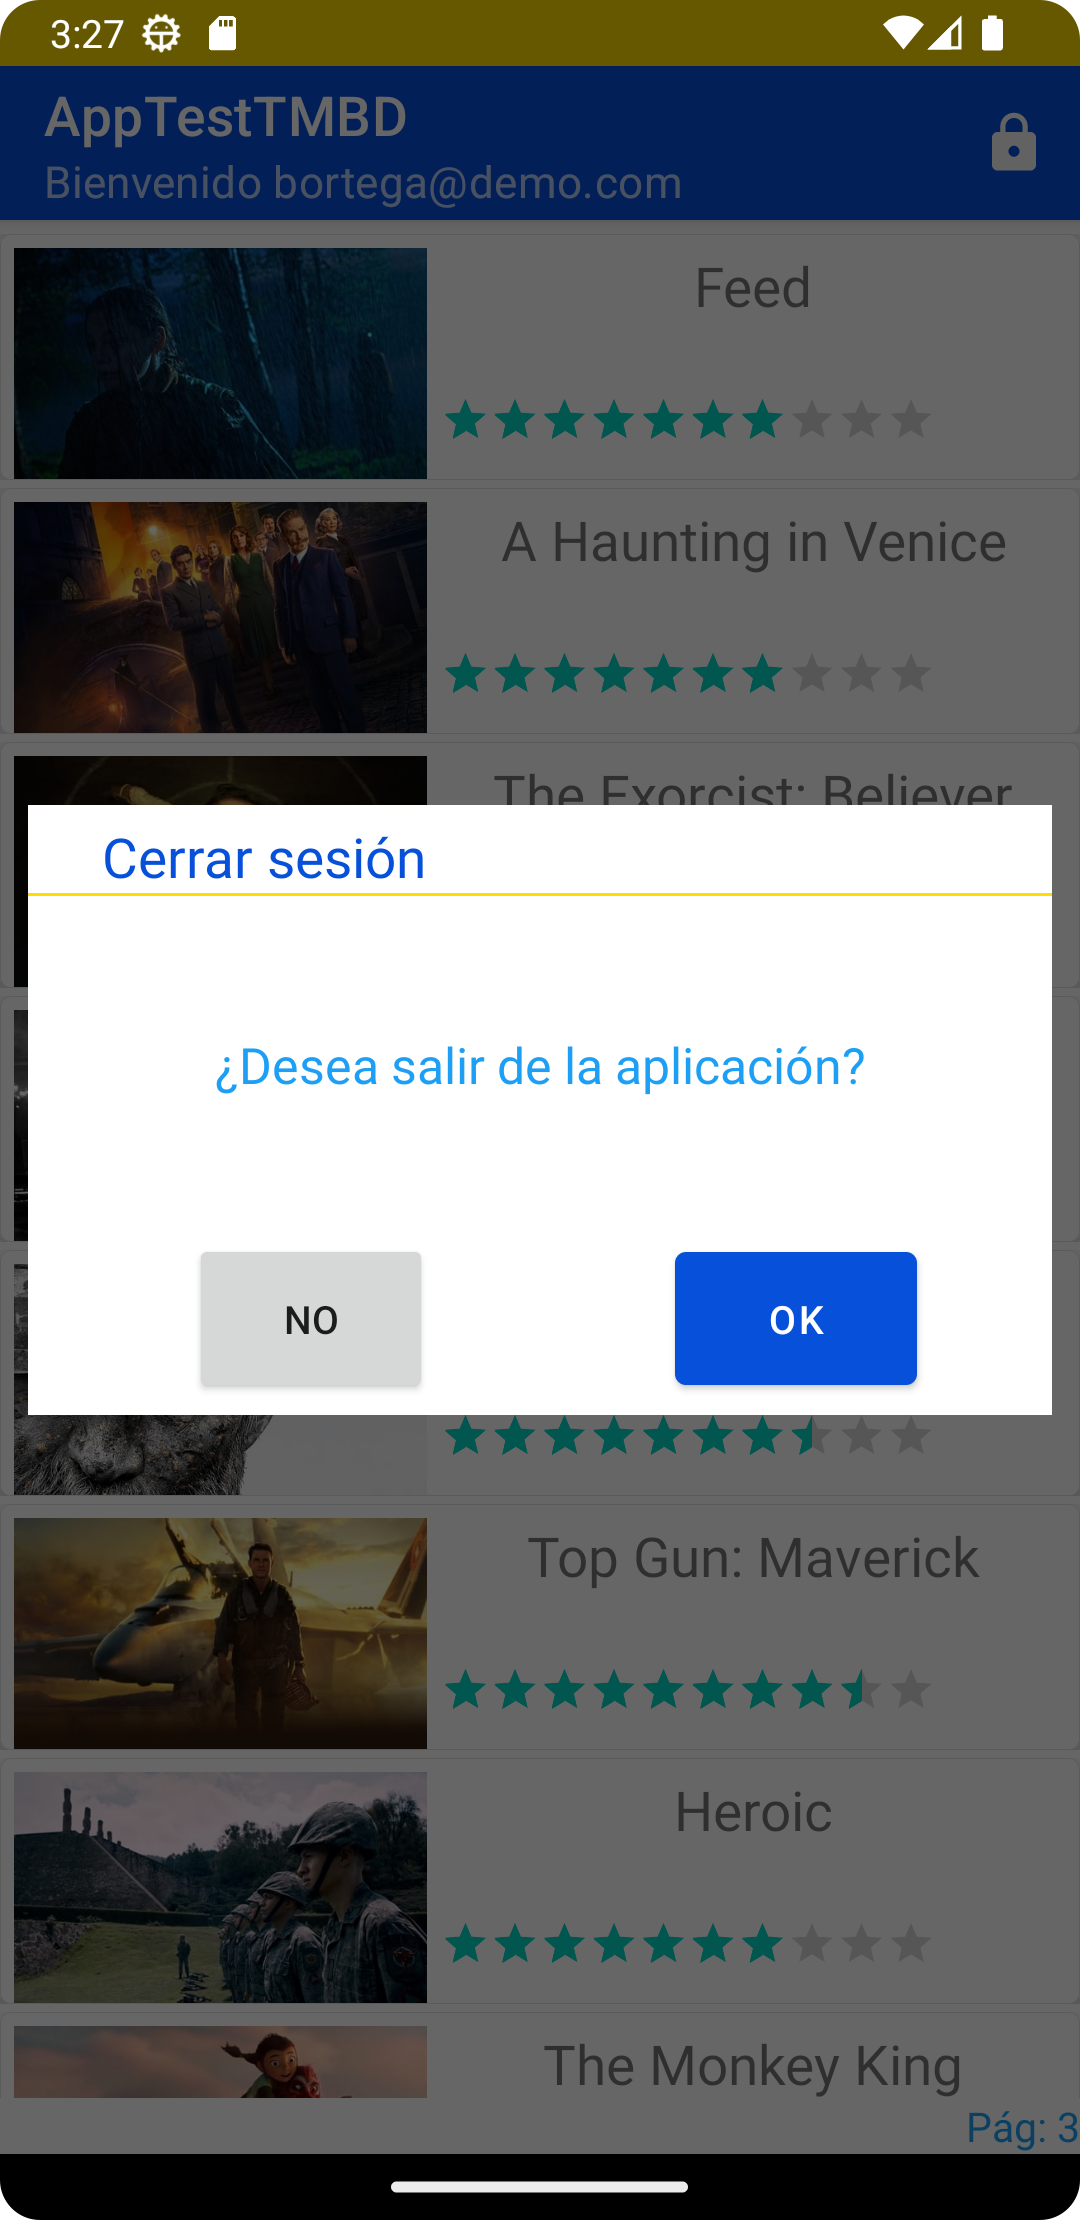 3:27
AppTestTMBD
Bienvenido bortega@demo.com
Feed
A Haunting in Venice
The Exorcist: Believer
Cerrar sesión
¿Desea salir de la aplicación?
NO
OK
Top Gun: Maverick
Heroic
The Monkey King
Pág: 3